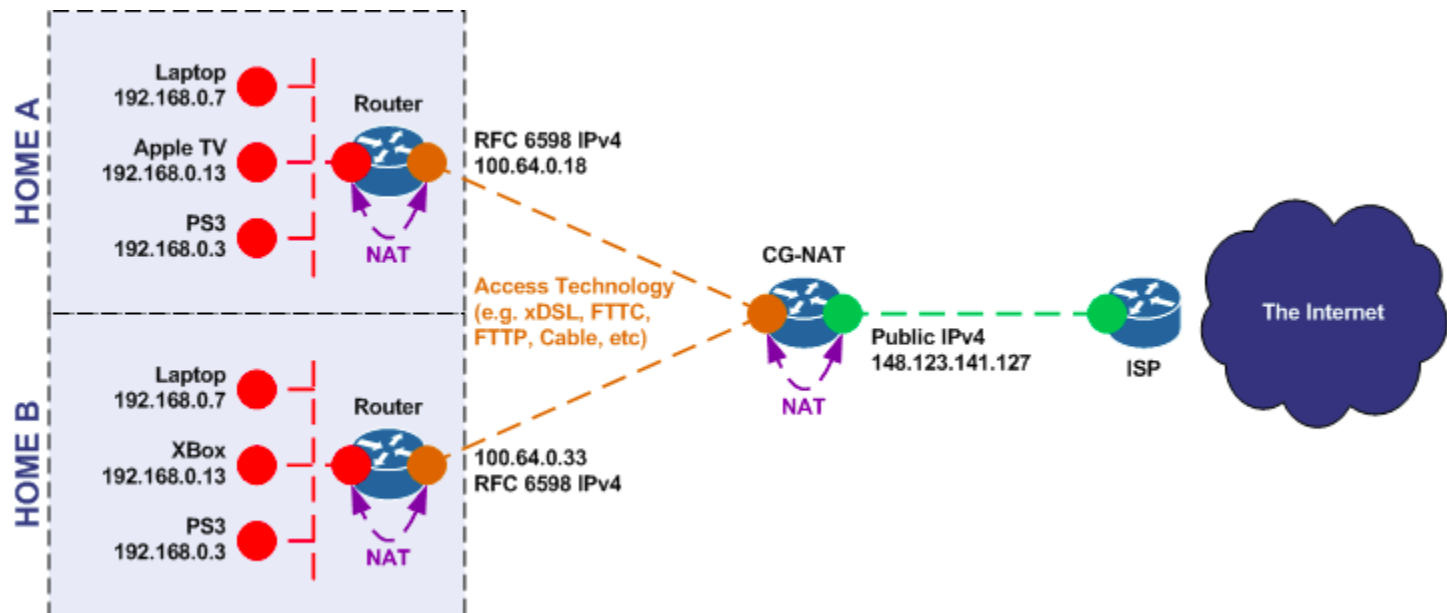 HOME A
Laptop
192.168.0.7
Apple TV
192.168.0.13
PS3
192.168.0.3
Router
NAT
RFC 6598 IPv4
100.64.0.18
Access Technology
(e.g. xDSL, FTTC,
FTTP, Cable, etc)
HOME B
Laptop
192.168.0.7
XBox
192.168.0.13
PS3
192.168.0.3
Router
NAT
100.64.0.33
RFC 6598 IPv4
CG-NAT
NAT
Public IPv4
148.123.141.127
ISP
The Internet